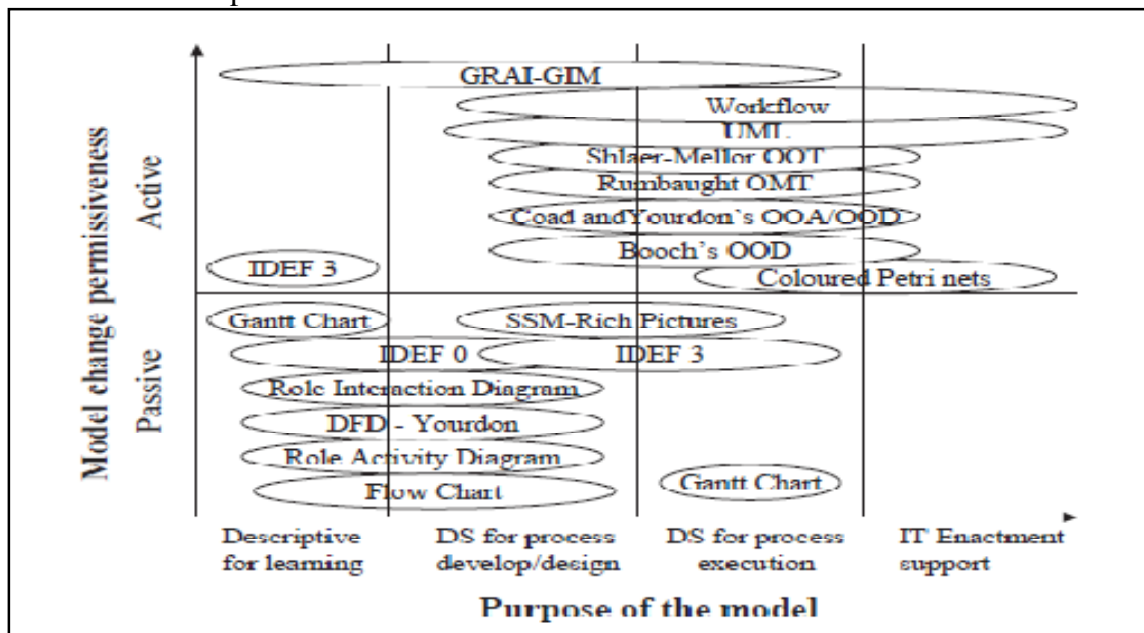 GRAI-GIM
Workflow
UML
Shlaer-Mellor OOT
Rumbaught OMT
Coad andYourdon's OOA/OOD
Booch's OOD
IDEF 3
Coloured Petri nets
Gantt Chart
SSM-Rich Pictures
IDEF 0
IDEF 3
Role Interaction Diagram
DFD - Yourdon
Role Activity Diagram
Flow Chart
Gantt Chart
Model change permissiveness
Active
Passive
Descriptive
for learning
DS for process
develop/design
DS for process
execution
IT Enactment
support
Purpose of the model